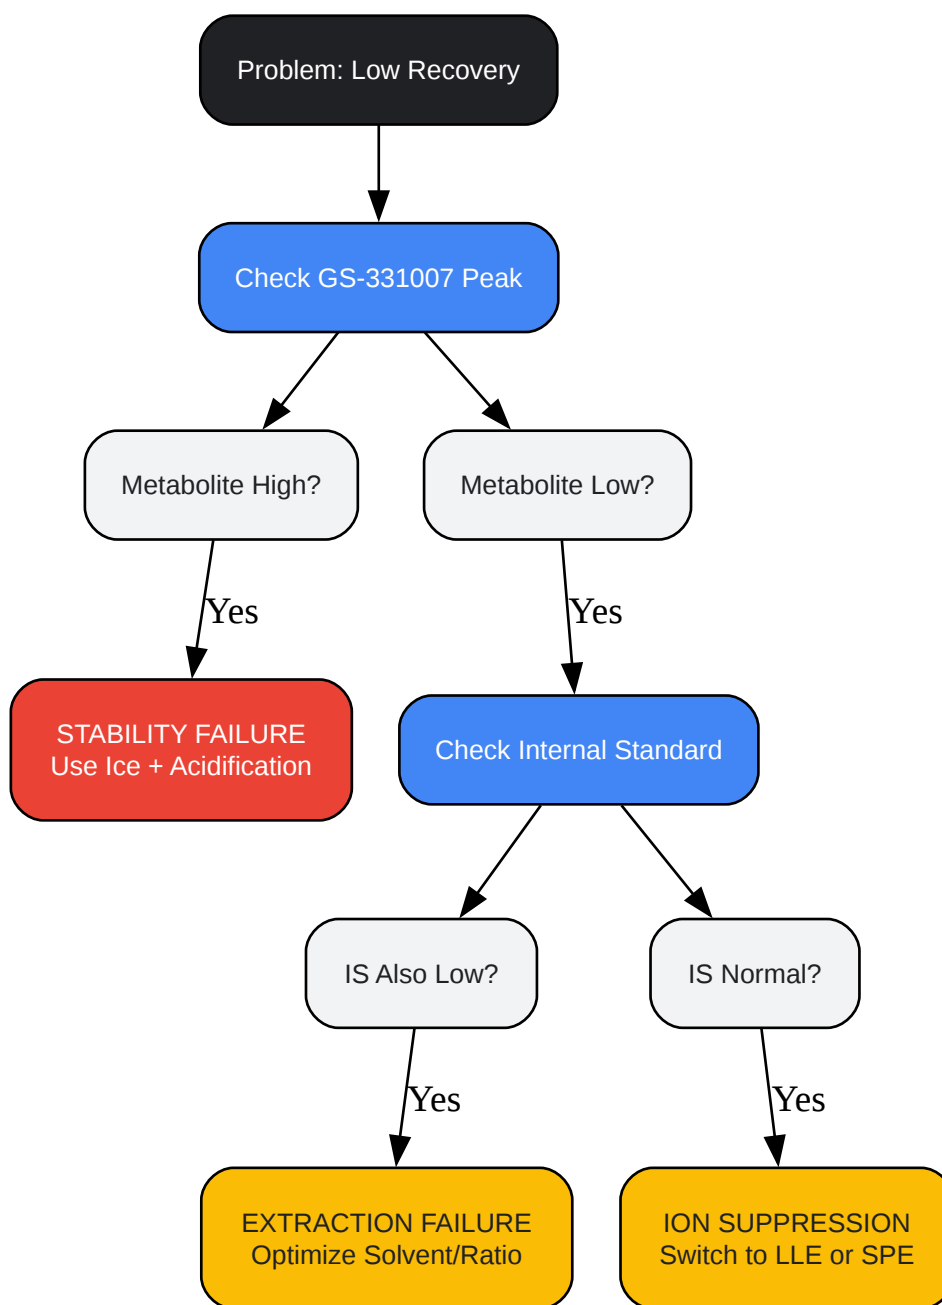 Problem: Low Recovery
Check GS-331007 Peak
Metabolite High?
Metabolite Low?
Yes
Yes
STABILITY FAILURE
Use Ice + Acidification
Check Internal Standard
IS Also Low?
IS Normal?
Yes
Yes
EXTRACTION FAILURE
Optimize Solvent/Ratio
ION SUPPRESSION
Switch to LLE or SPE